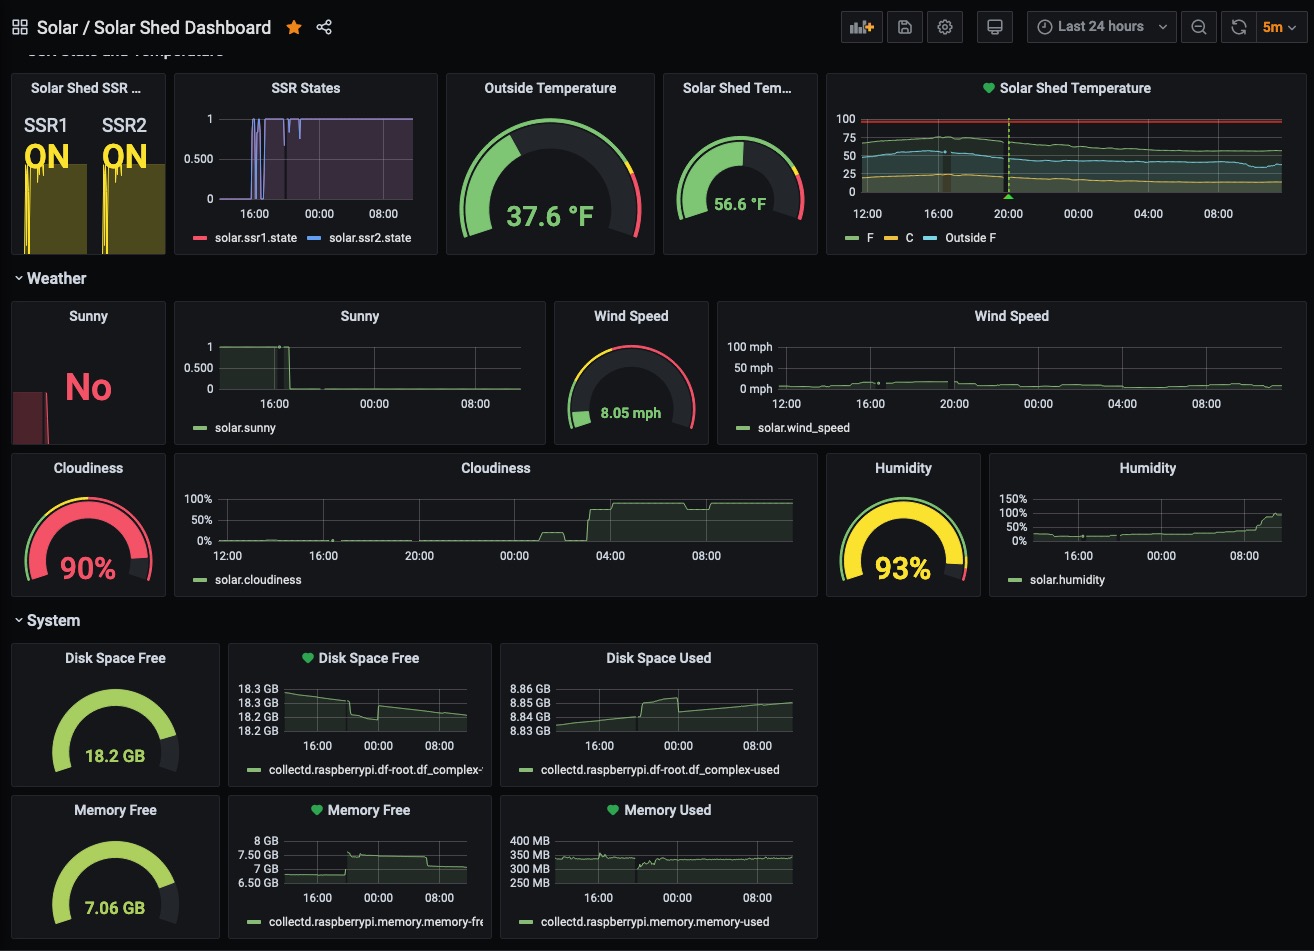 Solar / Solar Shed Dashboard
Last 24 hours
5m
SSR State and Temperature
Solar Shed SSR ...
SSR1
ON
SSR2
ON
SSR States
1
0.500
0
16:00 00:00 08:00
solar.ssr1.state solar.ssr2.state
Outside Temperature
37.6 °F
Solar Shed Tem...
56.6 °F
Solar Shed Temperature
100
75
50
25
0
12:00 16:00 20:00 00:00 04:00 08:00
F C Outside F
Weather
Sunny
No
Sunny
1
0.500
0
16:00 00:00 08:00
solar.sunny
Wind Speed
8.05 mph
Wind Speed
100 mph
50 mph
0 mph
12:00 16:00 20:00 00:00 04:00 08:00
solar.wind_speed
Cloudiness
90%
Cloudiness
100%
50%
0%
12:00 16:00 20:00 00:00 04:00 08:00
solar.cloudiness
Humidity
93%
Humidity
150%
100%
50%
0%
16:00 00:00 08:00
solar.humidity
System
Disk Space Free
18.2 GB
Disk Space Free
18.3 GB
18.3 GB
18.2 GB
18.2 GB
16:00 00:00 08:00
collectd.raspberrypi.df-root.df_complex-
Disk Space Used
8.86 GB
8.85 GB
8.84 GB
8.83 GB
16:00 00:00 08:00
collectd.raspberrypi.df-root.df_complex-used
Memory Free
7.06 GB
Memory Free
8 GB
7.50 GB
7 GB
6.50 GB
16:00 00:00 08:00
collectd.raspberrypi.memory.memory-fre
Memory Used
400 MB
350 MB
300 MB
250 MB
16:00 00:00 08:00
collectd.raspberrypi.memory.memory-used